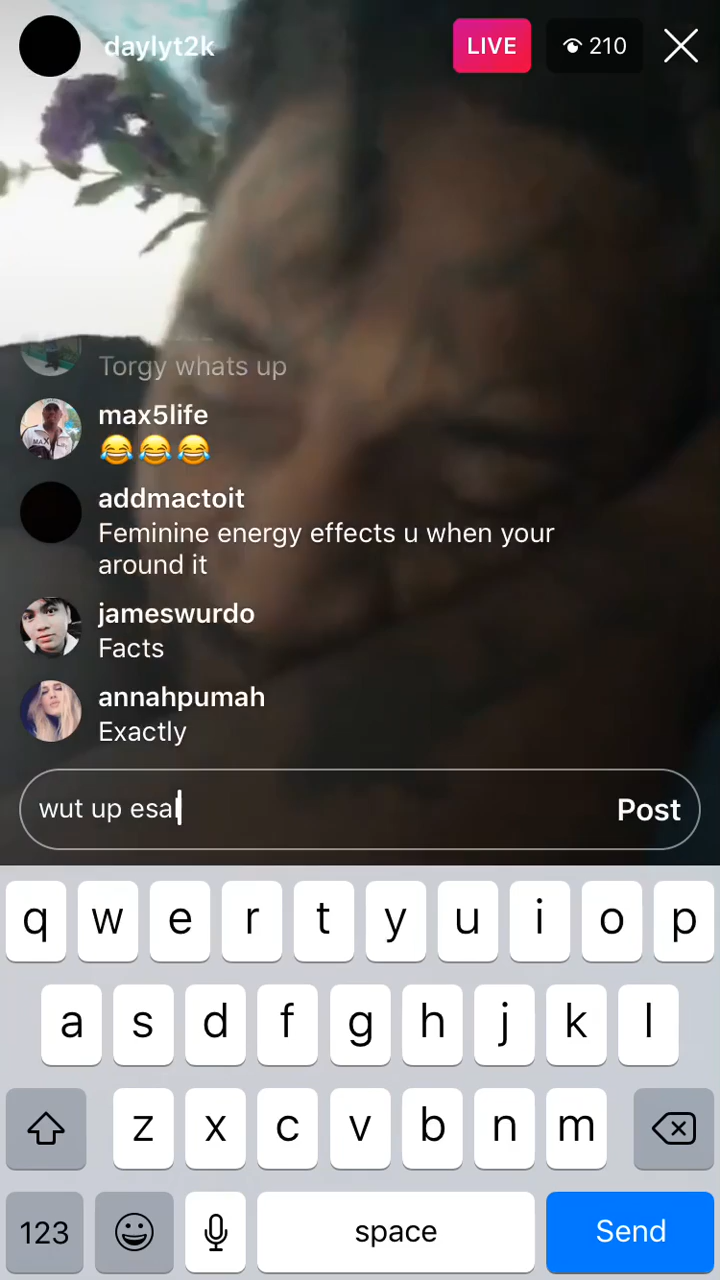 daylyt2k
LIVE
210
Torgy whats up
max5life
😂😂😂
addmactoit
Feminine energy effects u when your
around it
jameswurdo
Facts
annahpumah
Exactly
wut up esa
Post
q w e r t y u i o p
a s d f g h j k l
z x c v b n m
123
space
Send